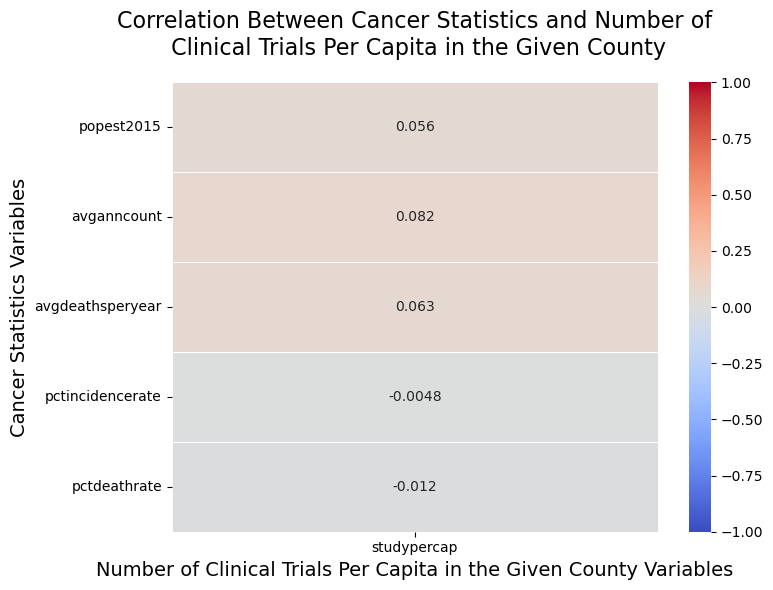 Correlation Between Cancer Statistics and Number of
Clinical Trials Per Capita in the Given County
Cancer Statistics Variables
popest2015
0.056
avganncount
0.082
avgdeathsperyear
0.063
pctincidencerate
-0.0048
pctdeathrate
-0.012
studypercap
Number of Clinical Trials Per Capita in the Given County Variables
1.00
0.75
0.50
0.25
0.00
−0.25
−0.50
−0.75
−1.00